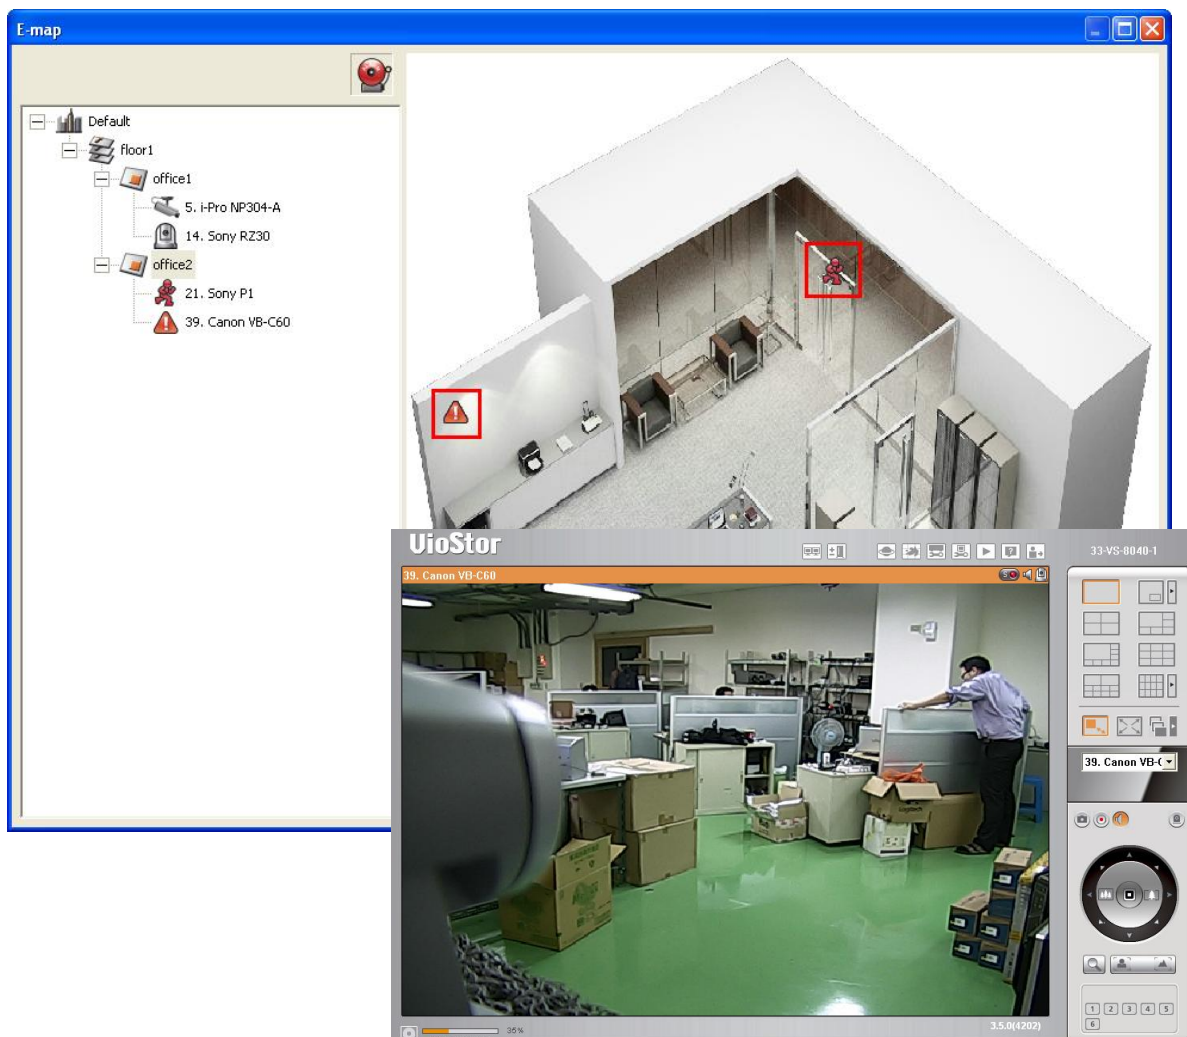 E-map
Default
floor1
office1
5. i-Pro NP304-A
14. Sony RZ30
office2
21. Sony P1
39. Canon VB-C60
VioStor
33-VS-8040-1
39. Canon VB-C60
39. Canon VB-C
1 2 3 4 5
6
35%
3.5.0(4202)